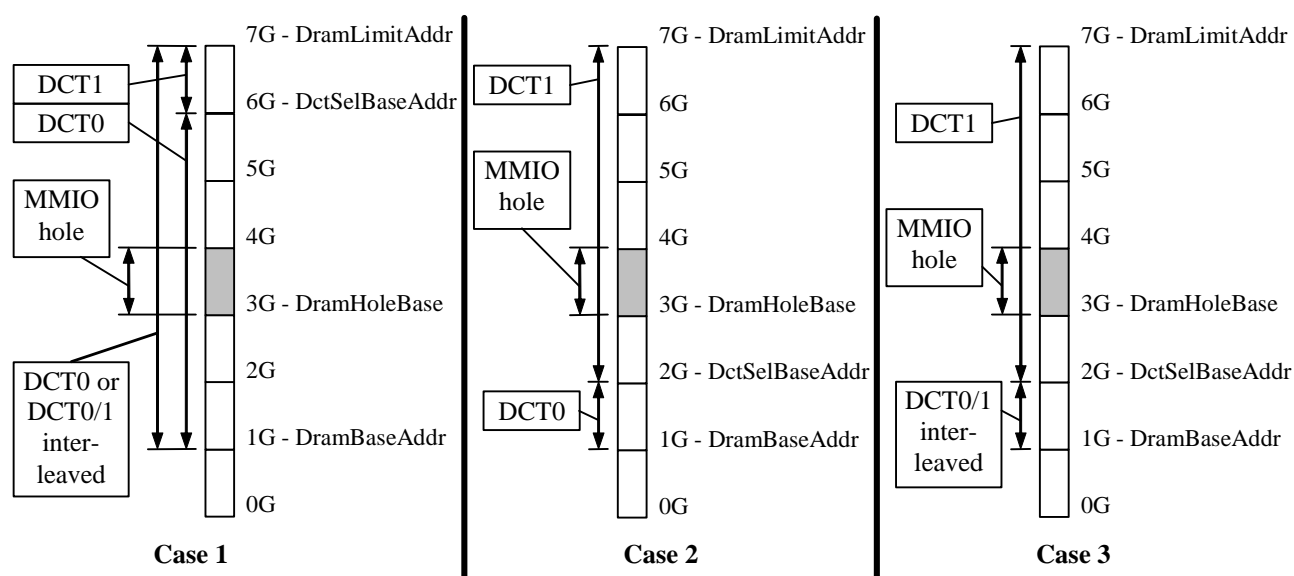 7G - DramLimitAddr
DCT1
6G - DctSelBaseAddr
DCT0
5G
MMIO
hole
4G
3G - DramHoleBase
2G
DCT0 or
DCT0/1
inter-
leaved
1G - DramBaseAddr
0G
Case 1
7G - DramLimitAddr
DCT1
6G
5G
MMIO
hole
4G
3G - DramHoleBase
2G - DctSelBaseAddr
DCT0
1G - DramBaseAddr
0G
Case 2
7G - DramLimitAddr
6G
DCT1
5G
MMIO
hole
4G
3G - DramHoleBase
2G - DctSelBaseAddr
DCT0/1
inter-
leaved
1G - DramBaseAddr
0G
Case 3